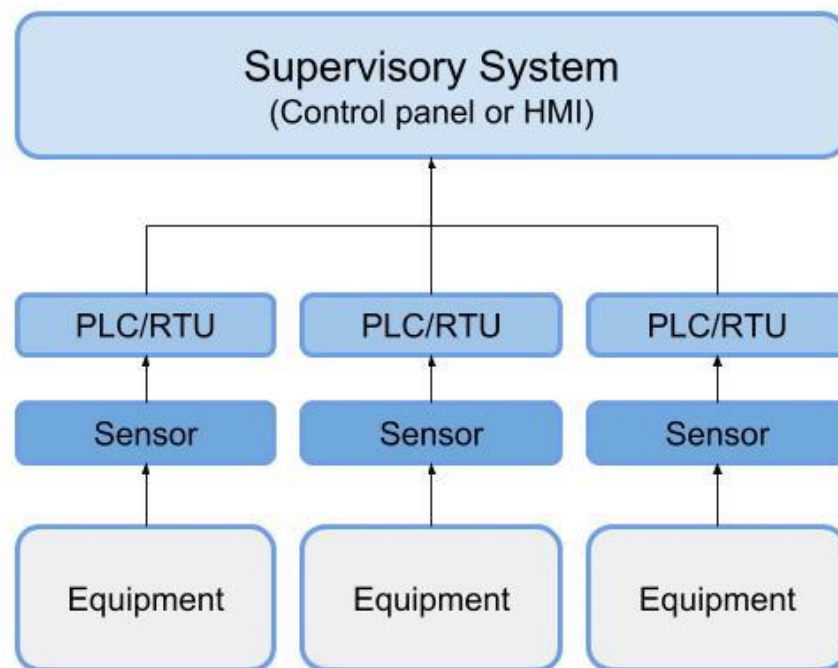 Supervisory System
(Control panel or HMI)
PLC/RTU
PLC/RTU
PLC/RTU
Sensor
Sensor
Sensor
Equipment
Equipment
Equipment